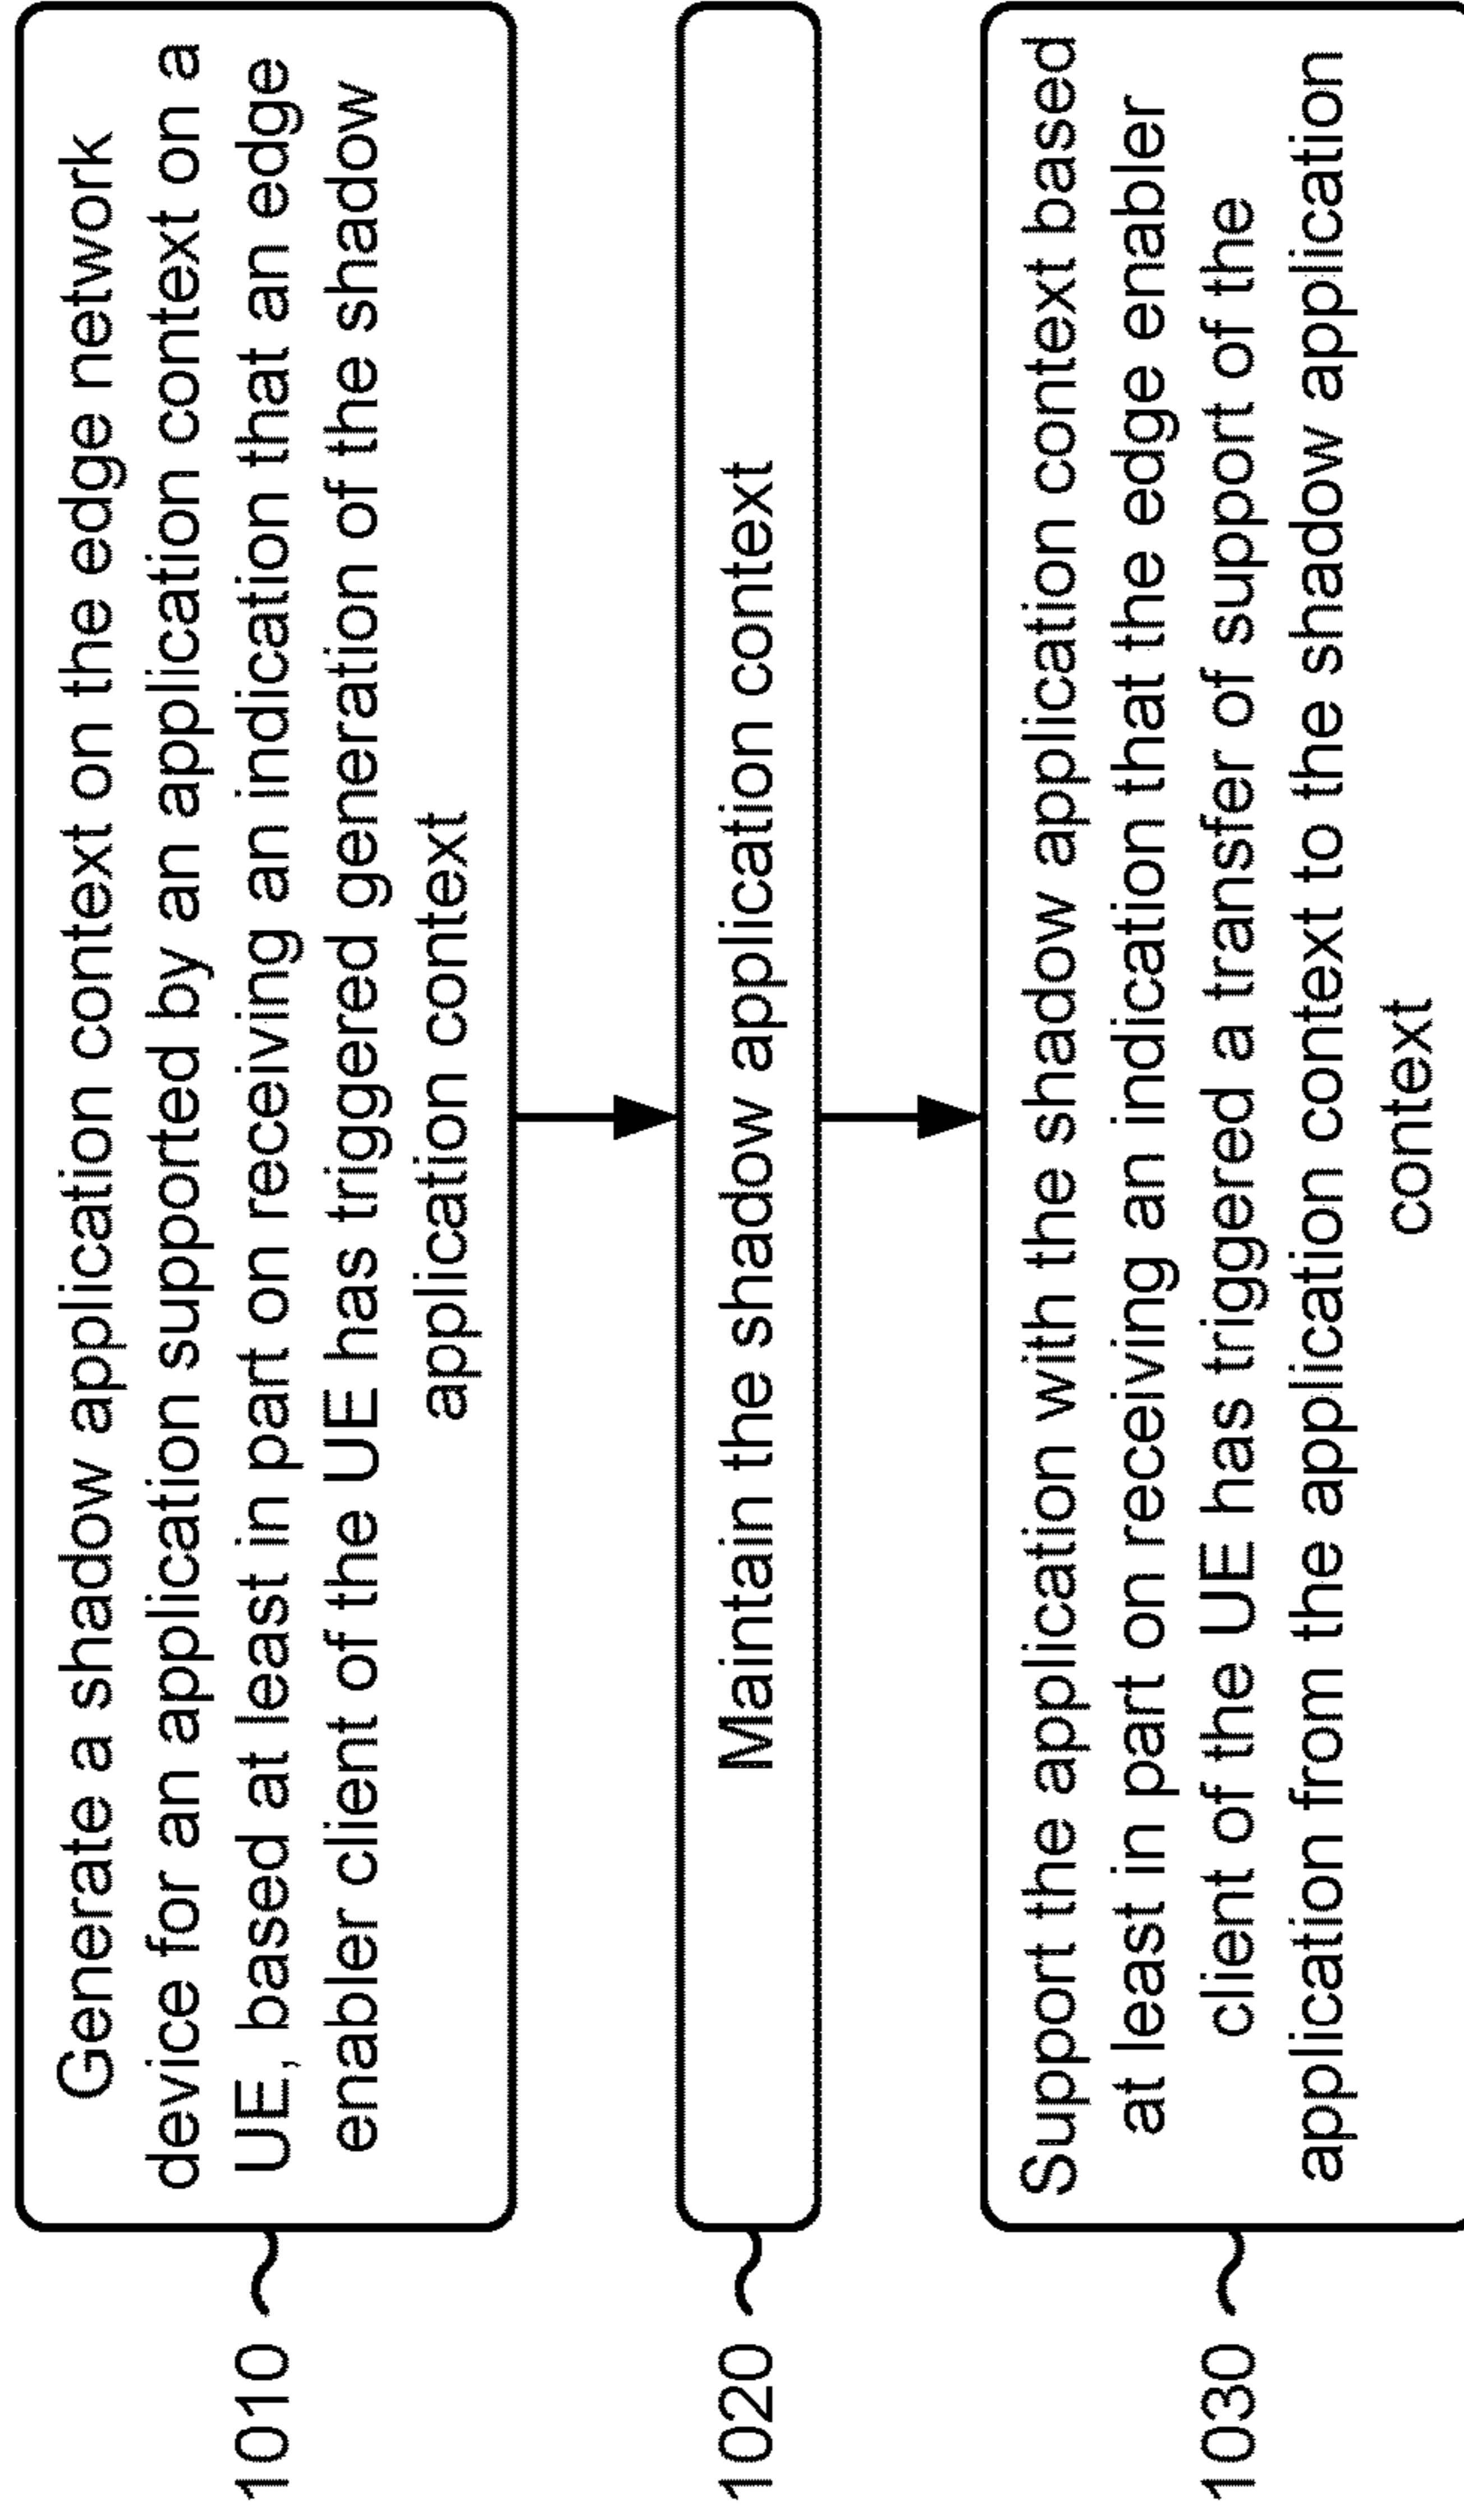 Generate a shadow application context on the edge network
device for an application supported by an application context on a
UE, based at least in part on receiving an indication that an edge
enabler client of the UE has triggered generation of the shadow
application context
1010
Maintain the shadow application context
1020
Support the application with the shadow application context based
at least in part on receiving an indication that the edge enabler
client of the UE has triggered a transfer of support of the
application from the application context to the shadow application
context
1030